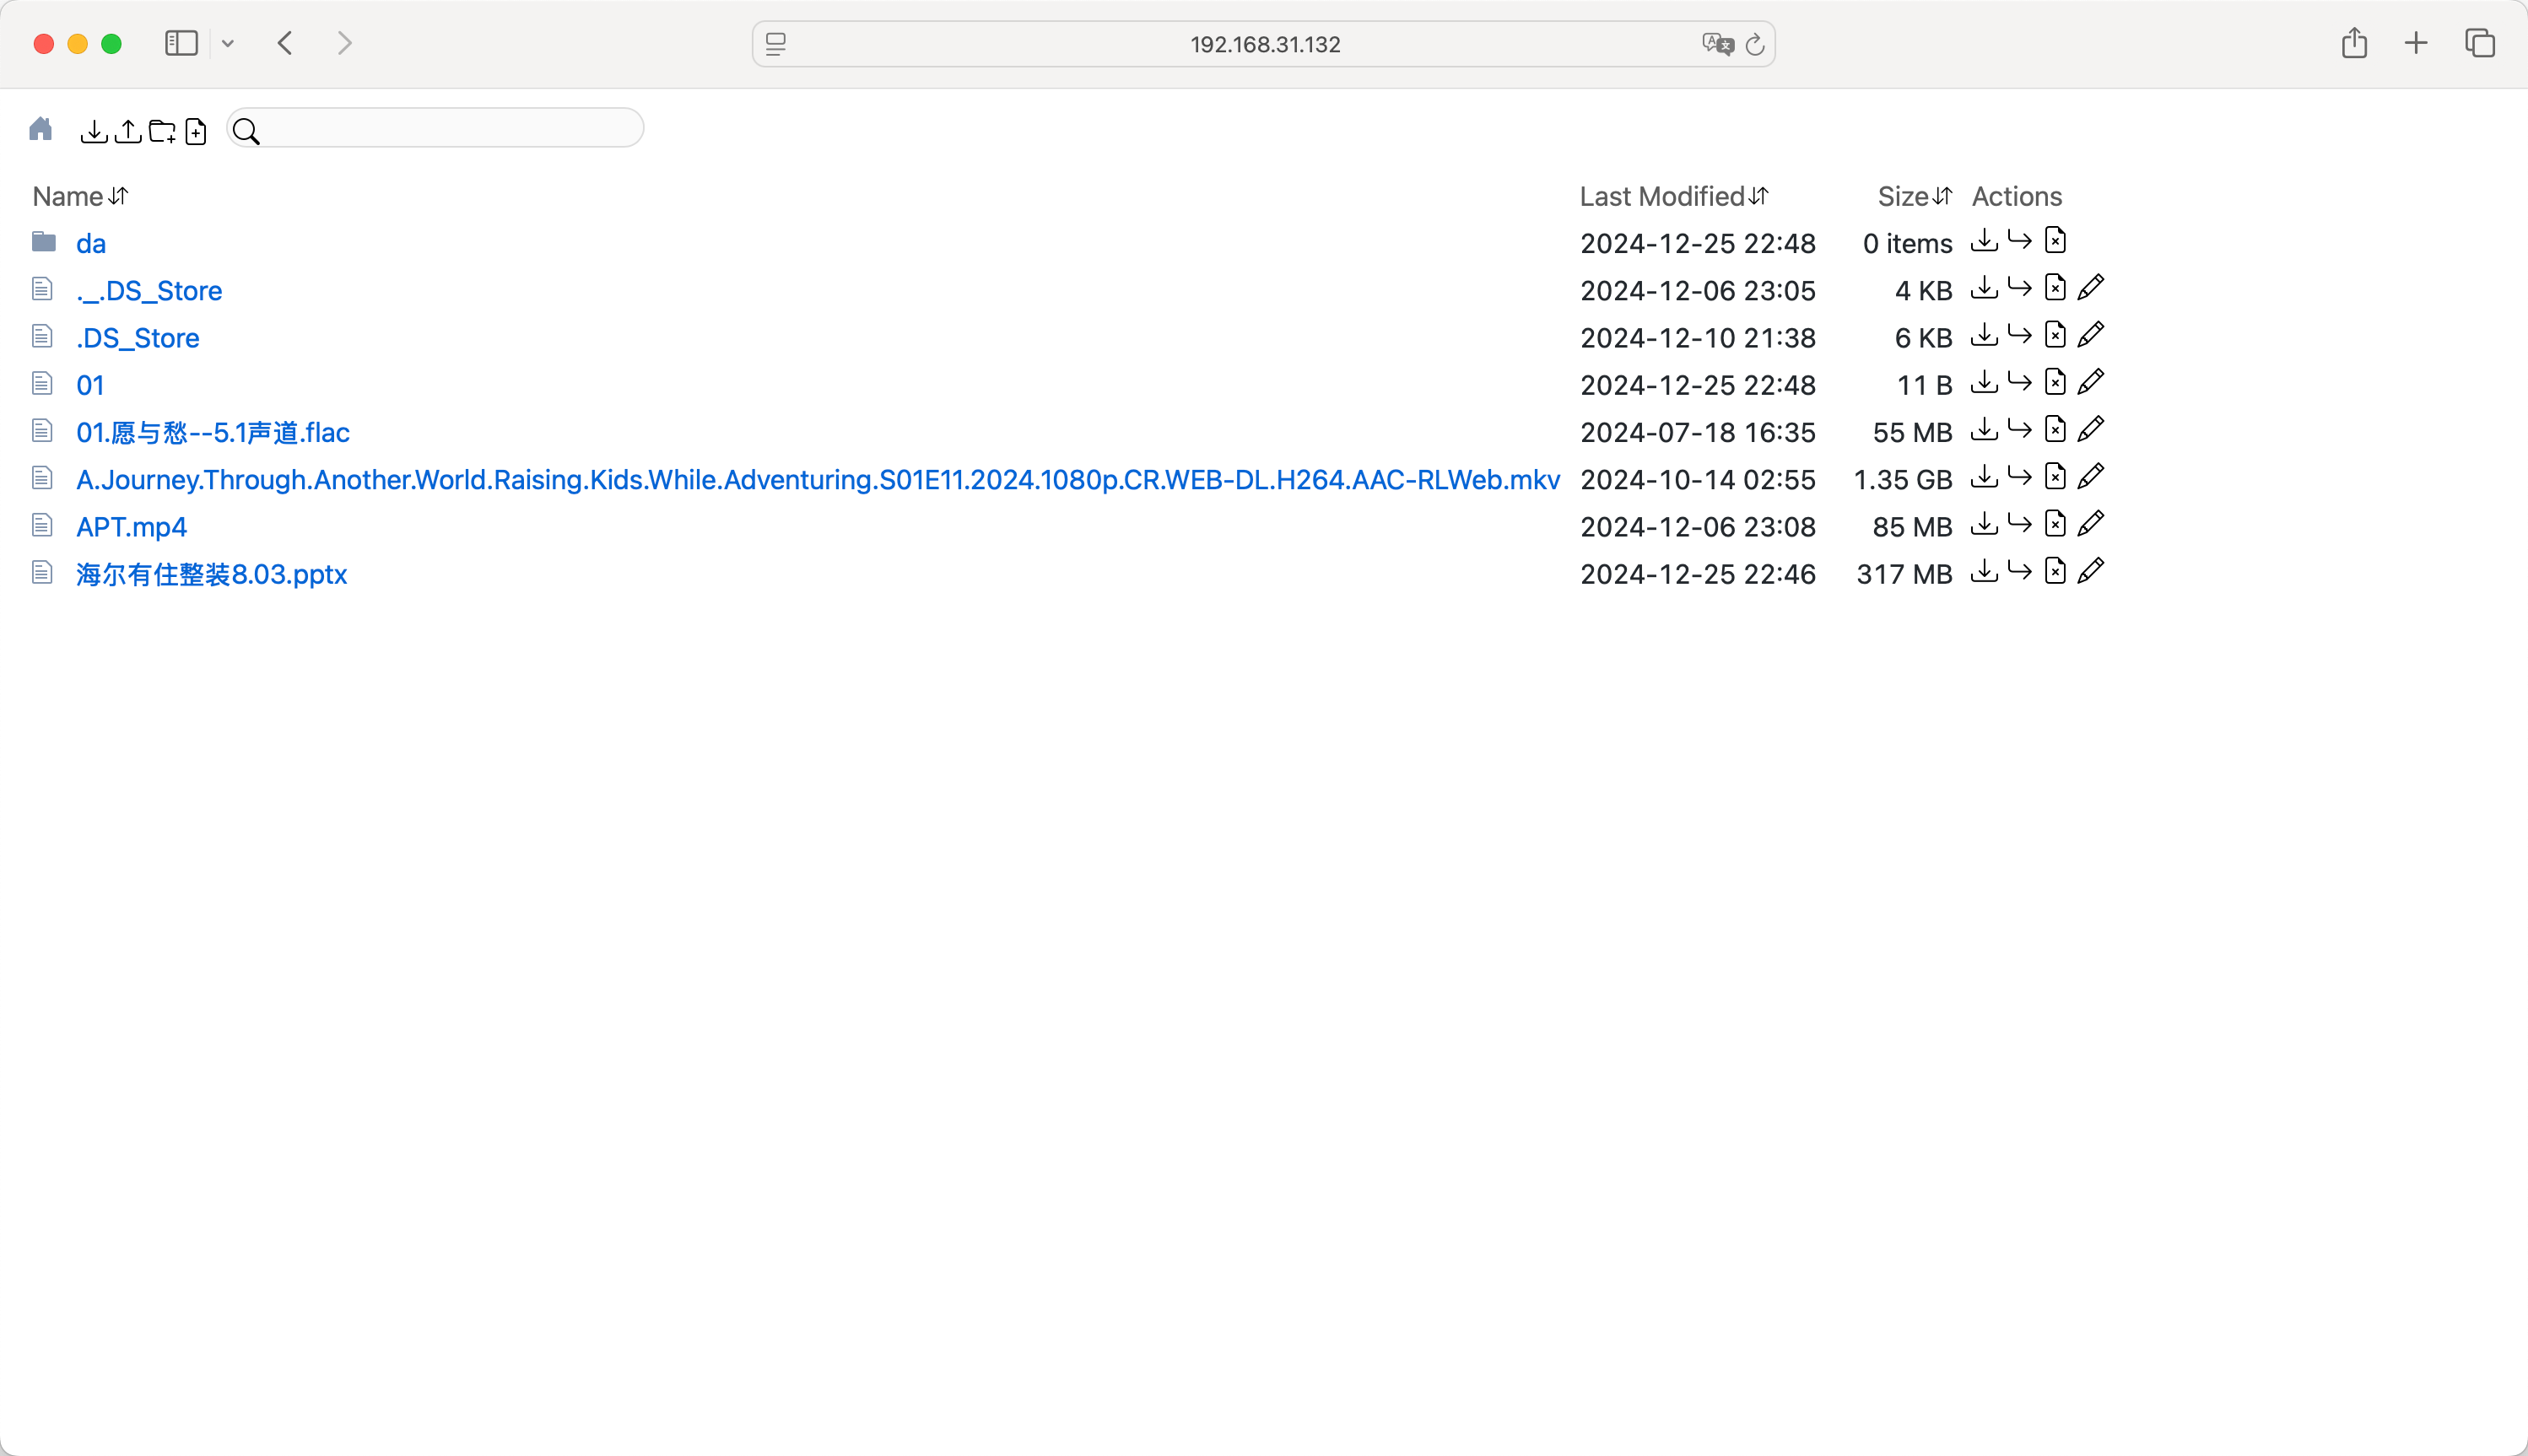 192.168.31.132
Name Last Modified Size Actions
da 2024-12-25 22:48 0 items
._.DS_Store 2024-12-06 23:05 4 KB
.DS_Store 2024-12-10 21:38 6 KB
01 2024-12-25 22:48 11 B
01.愿与愁--5.1声道.flac 2024-07-18 16:35 55 MB
A.Journey.Through.Another.World.Raising.Kids.While.Adventuring.S01E11.2024.1080p.CR.WEB-DL.H264.AAC-RLWeb.mkv 2024-10-14 02:55 1.35 GB
APT.mp4 2024-12-06 23:08 85 MB
海尔有住整装8.03.pptx 2024-12-25 22:46 317 MB